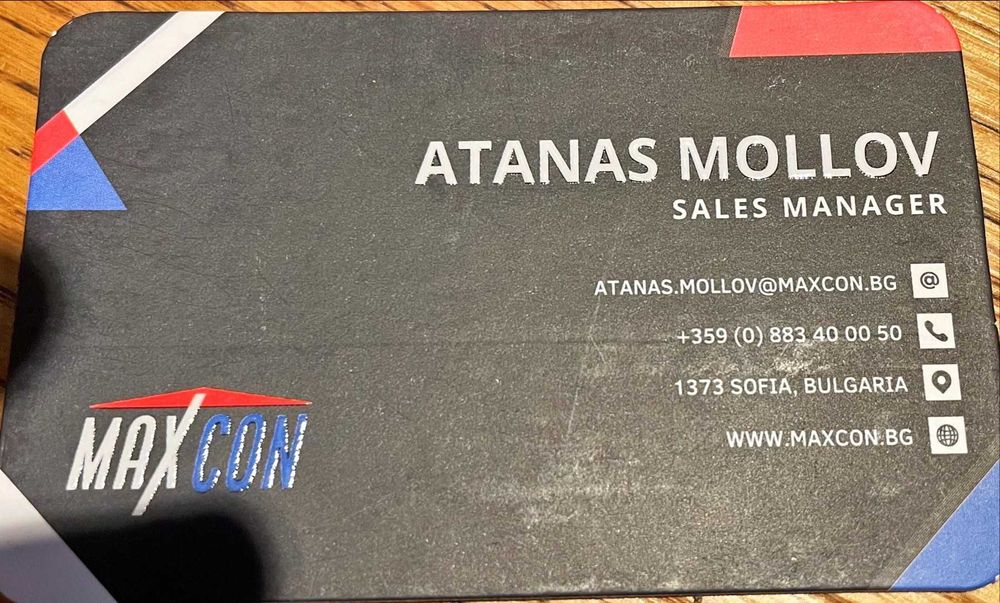 ATANAS MOLLOV
SALES MANAGER
ATANAS.MOLLOV@MAXCON.BG
+359 (0) 883 40 00 50
1373 SOFIA, BULGARIA
WWW.MAXCON.BG
MAXCON